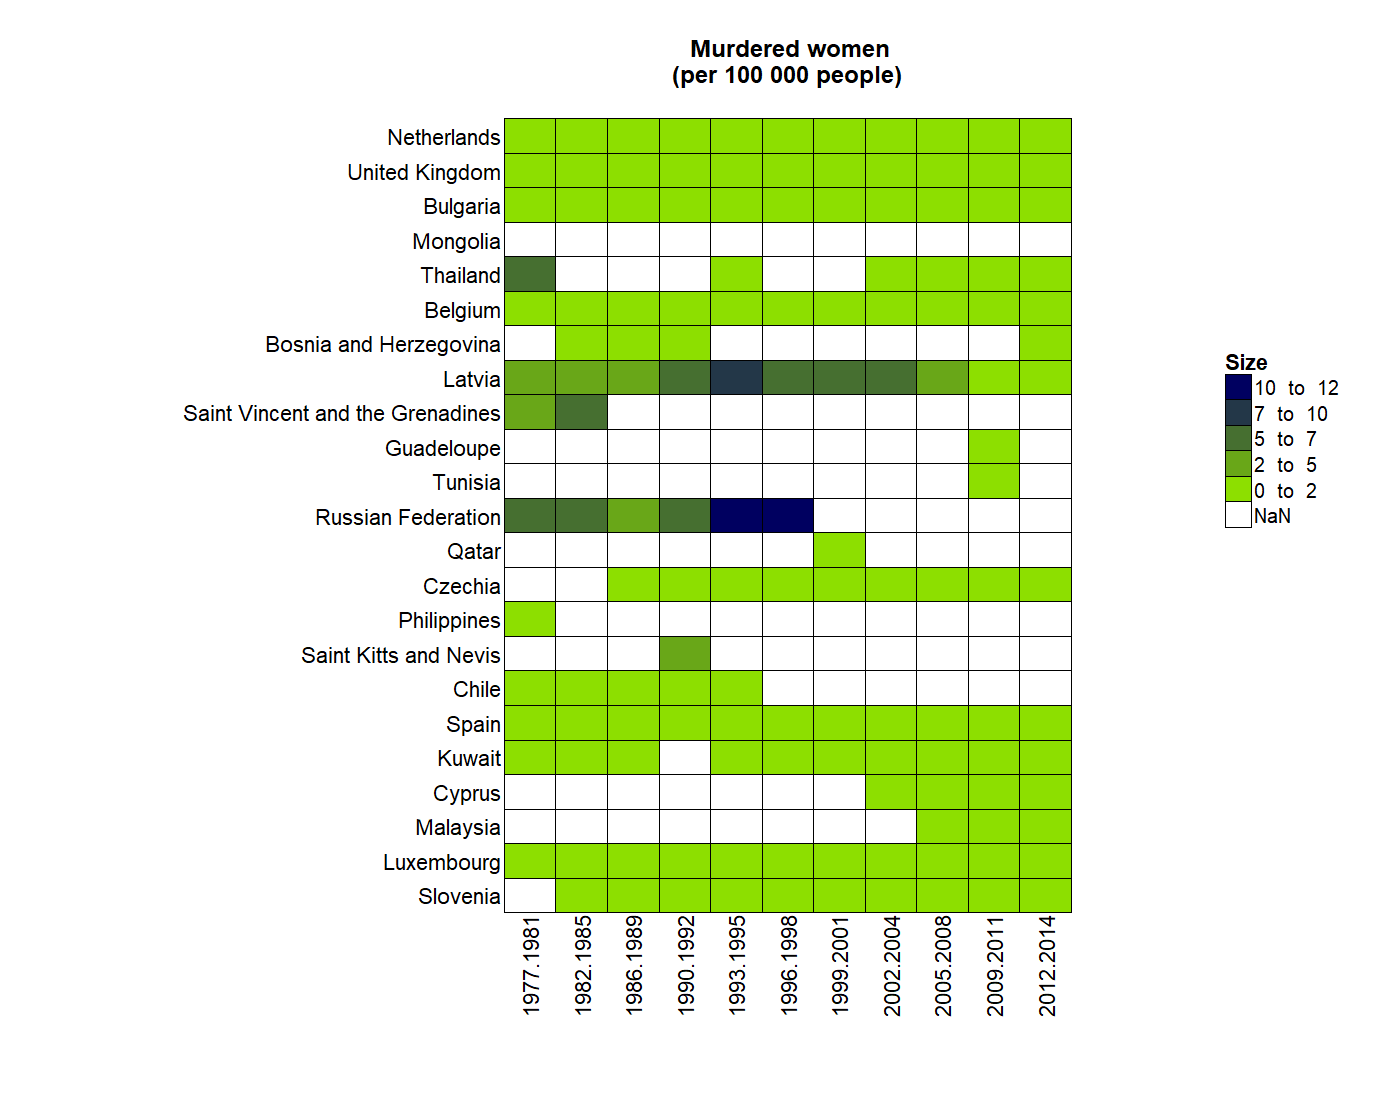 Murdered women
(per 100 000 people)
Netherlands
United Kingdom
Bulgaria
Mongolia
Thailand
Belgium
Bosnia and Herzegovina
Latvia
Saint Vincent and the Grenadines
Guadeloupe
Tunisia
Russian Federation
Qatar
Czechia
Philippines
Saint Kitts and Nevis
Chile
Spain
Kuwait
Cyprus
Malaysia
Luxembourg
Slovenia
1977.1981
1982.1985
1986.1989
1990.1992
1993.1995
1996.1998
1999.2001
2002.2004
2005.2008
2009.2011
2012.2014
Size
10 to 12
7 to 10
5 to 7
2 to 5
0 to 2
NaN